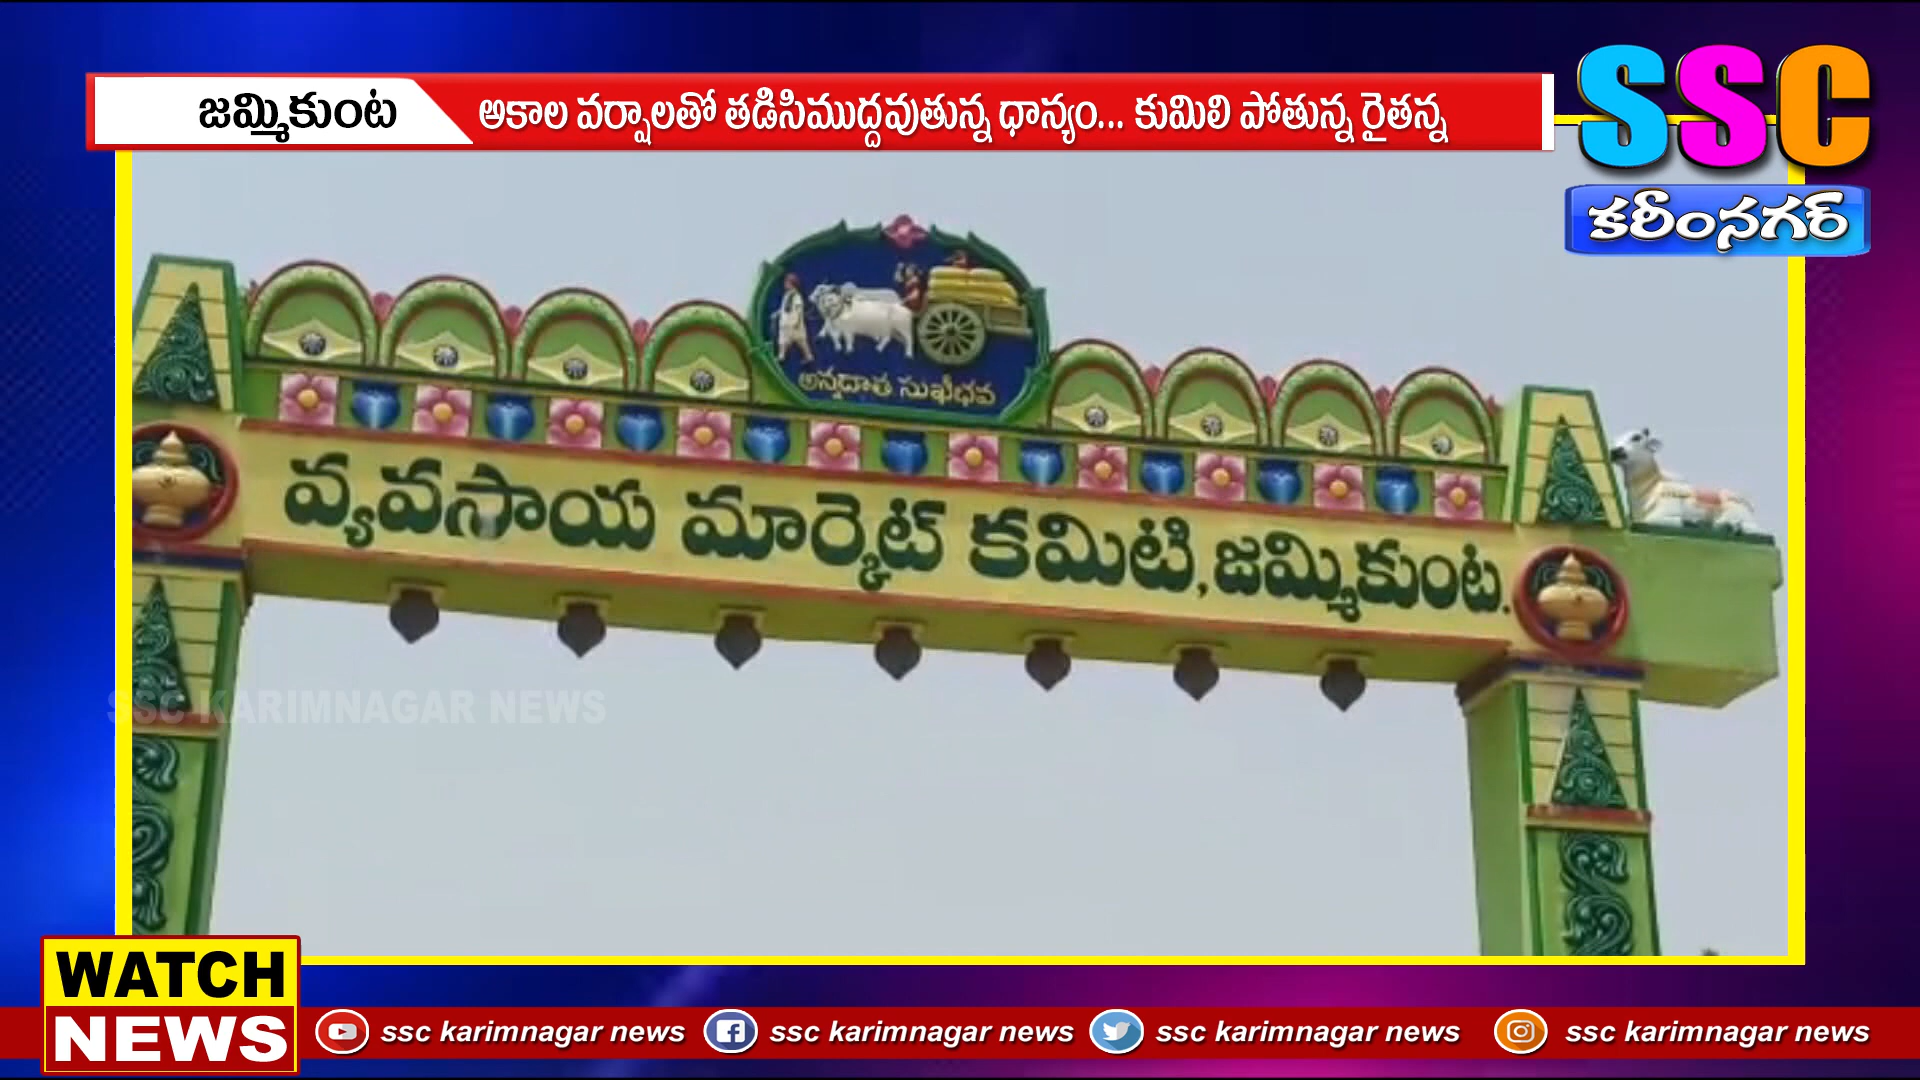 SSC
జమ్మికుంట
అకాల వర్షాలతో తడిసిముద్దవుతున్న ధాన్యం... కుమిలి పోతున్న రైతన్న
కరీంనగర్
అన్నదాత సుఖీభవ
వ్యవసాయ మార్కెట్ కమిటి, జమ్మికుంట.
SSC KARIMNAGAR NEWS
WATCH
NEWS
ssc karimnagar news
ssc karimnagar news
ssc karimnagar news
ssc karimnagar news